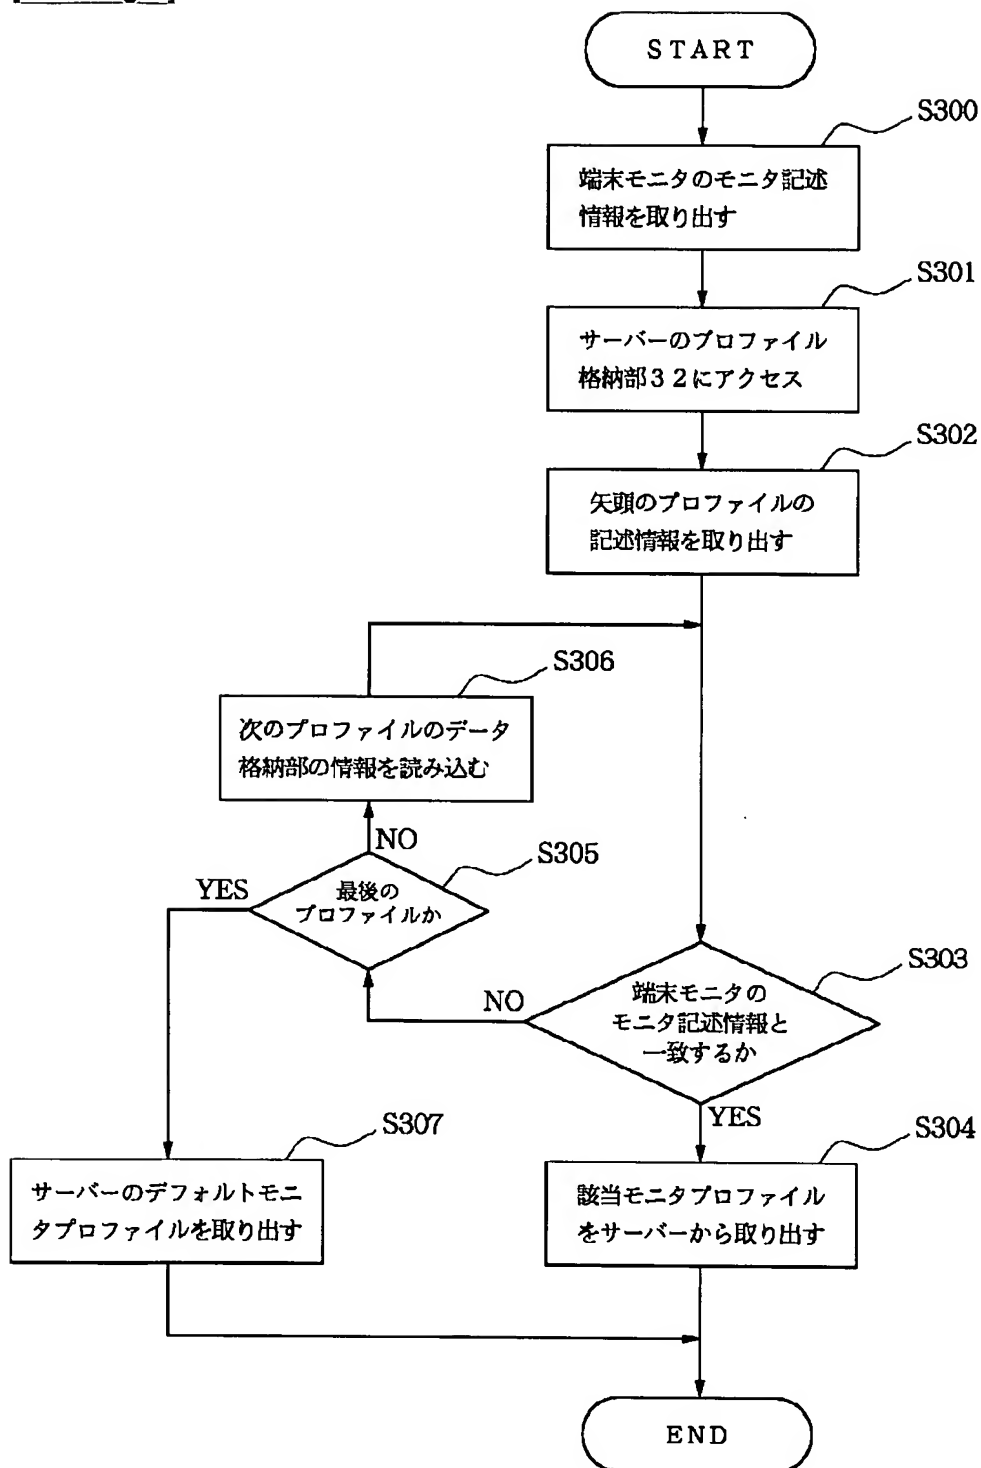 START
S300
端末モニタのモニタ記述
情報を取り出す
S301
サーバーのプロファイル
格納部32にアクセス
S302
矢頭のプロファイルの
記述情報を取り出す
S306
次のプロファイルのデータ
格納部の情報を読み込む
NO
S305
YES
最後の
プロファイルか
S303
NO
端末モニタの
モニタ記述情報と
一致するか
YES
S307
S304
サーバーのデフォルトモニ
タプロファイルを取り出す
該当モニタプロファイル
をサーバーから取り出す
END